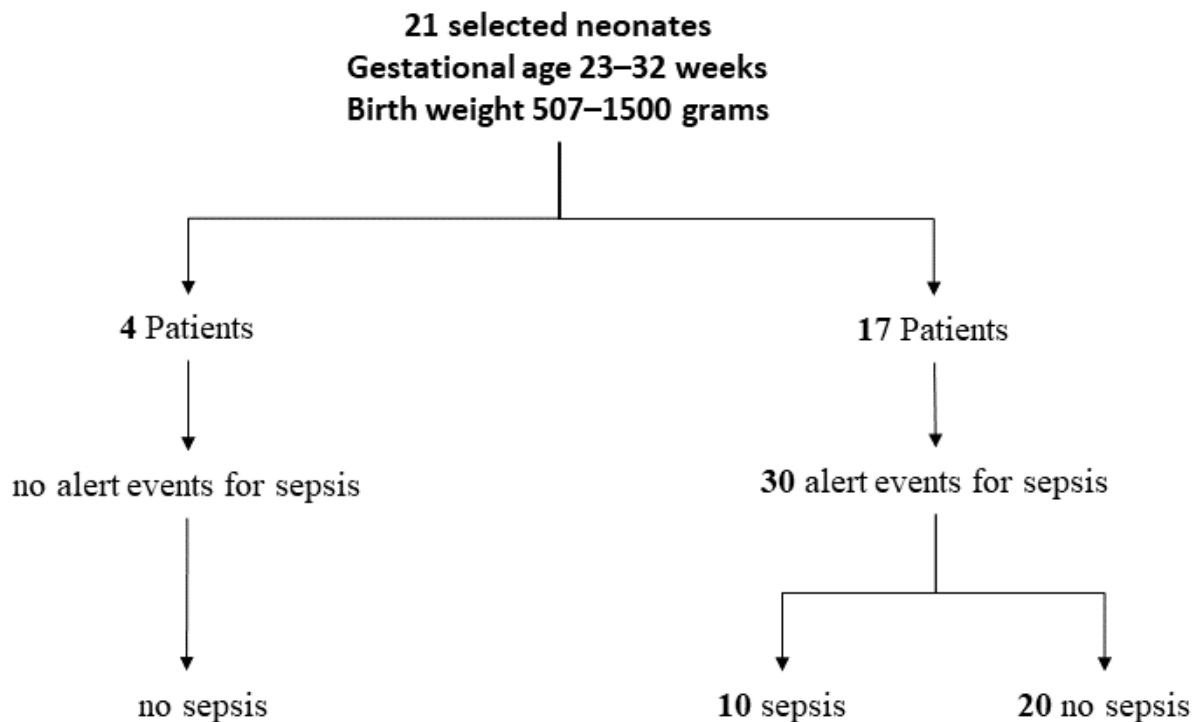 21 selected neonates
Gestational age 23–32 weeks
Birth weight 507–1500 grams
4 Patients
17 Patients
no alert events for sepsis
30 alert events for sepsis
no sepsis
10 sepsis
20 no sepsis